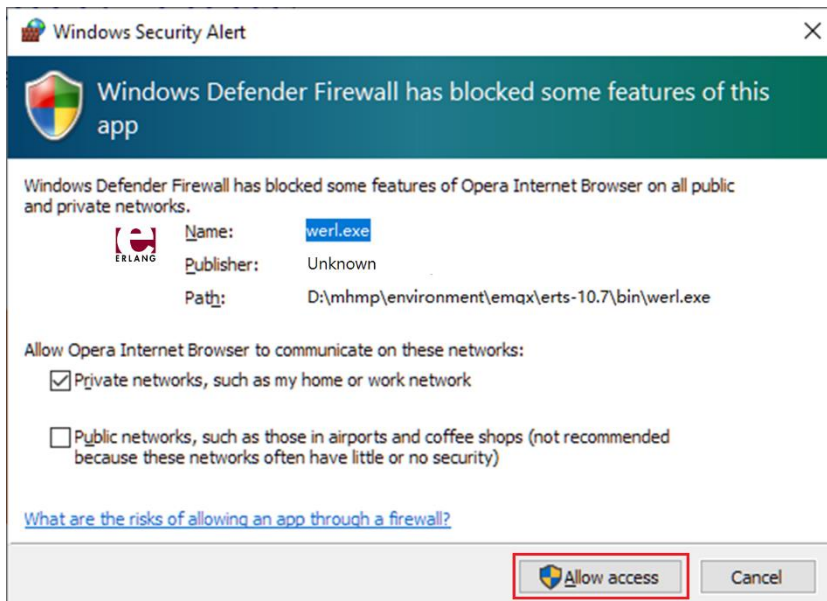 Windows Security Alert
Windows Defender Firewall has blocked some features of this
app
Windows Defender Firewall has blocked some features of Opera Internet Browser on all public
and private networks.
ERLANG
Name: werl.exe
Publisher: Unknown
Path: D:\mhmp\environment\emqx\erts-10.7\bin\werl.exe
Allow Opera Internet Browser to communicate on these networks:
Private networks, such as my home or work network
Public networks, such as those in airports and coffee shops (not recommended
because these networks often have little or no security)
What are the risks of allowing an app through a firewall?
Allow access Cancel